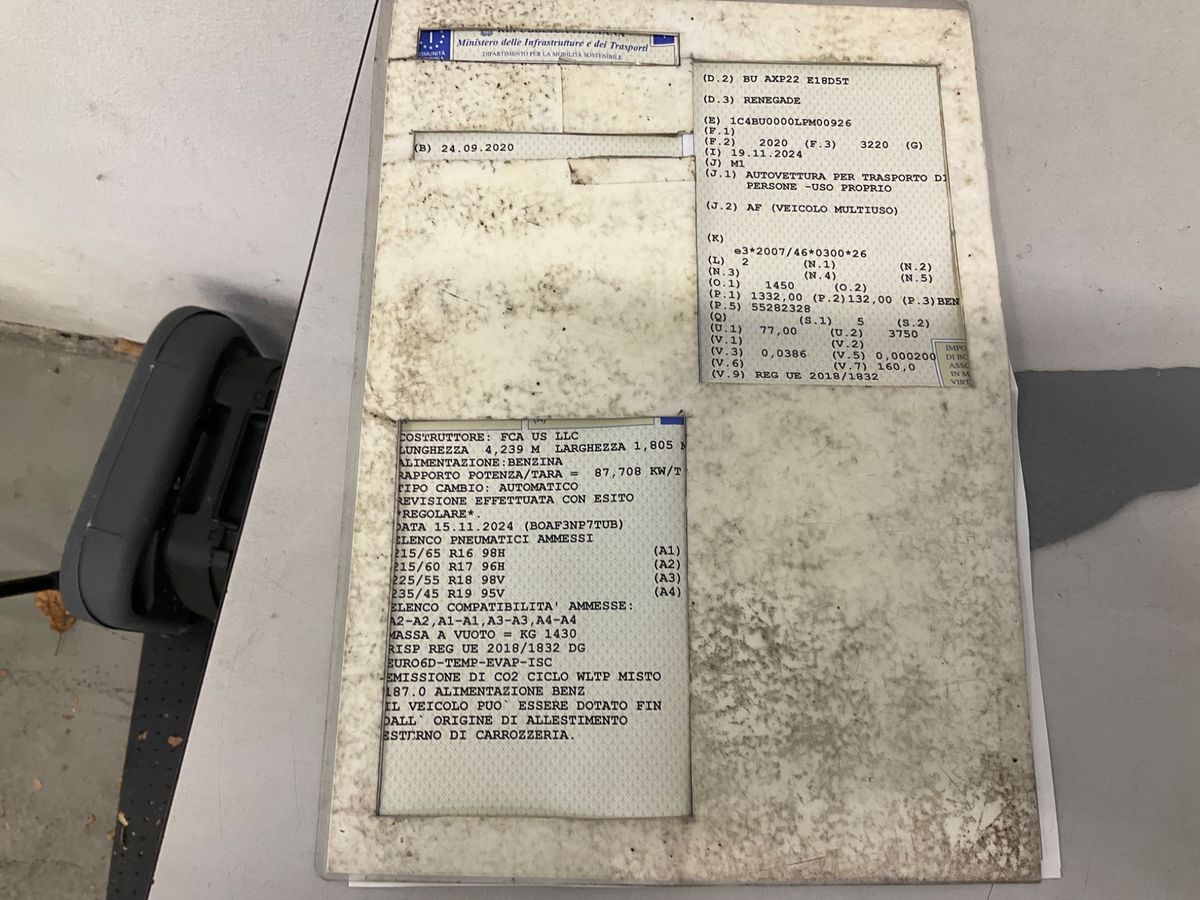 COMUNITÀ
REPUBBLICA ITALIANA
Ministero delle Infrastrutture e dei Trasporti
DIPARTIMENTO PER LA MOBILITÀ SOSTENIBILE
I
(B) 24.09.2020
(D.2) BU AXP22 E18D5T
(D.3) RENEGADE
(E) 1C4BU0000LPM00926
(F.1)
(F.2) 2020 (F.3) 3220 (G)
(I) 19.11.2024
(J) M1
(J.1) AUTOVETTURA PER TRASPORTO DI
PERSONE -USO PROPRIO
(J.2) AF (VEICOLO MULTIUSO)
(K)
e3*2007/46*0300*26
(L) 2 (N.1) (N.2)
(N.3) (N.4) (N.5)
(O.1) 1450 (O.2)
(P.1) 1332,00 (P.2)132,00 (P.3)BEN
(P.5) 55282328
(Q) (S.1) 5 (S.2)
(U.1) 77,00 (U.2) 3750
(V.1) (V.2)
(V.3) 0,0386 (V.5) 0,000200
(V.6) (V.7) 160,0
(V.9) REG UE 2018/1832
IMPO
DI BO
ASSO
IN M
VIRT
COSTRUTTORE: FCA US LLC
LUNGHEZZA 4,239 M LARGHEZZA 1,805 M
ALIMENTAZIONE:BENZINA
RAPPORTO POTENZA/TARA = 87,708 KW/T
TIPO CAMBIO: AUTOMATICO
REVISIONE EFFETTUATA CON ESITO
*REGOLARE*.
DATA 15.11.2024 (BOAF3NP7TUB)
ELENCO PNEUMATICI AMMESSI
215/65 R16 98H (A1)
215/60 R17 96H (A2)
225/55 R18 98V (A3)
235/45 R19 95V (A4)
ELENCO COMPATIBILITA' AMMESSE:
A2-A2,A1-A1,A3-A3,A4-A4
MASSA A VUOTO = KG 1430
RISP REG UE 2018/1832 DG
EURO6D-TEMP-EVAP-ISC
EMISSIONE DI CO2 CICLO WLTP MISTO
187.0 ALIMENTAZIONE BENZ
IL VEICOLO PUO` ESSERE DOTATO FIN
DALL` ORIGINE DI ALLESTIMENTO
ESTERNO DI CARROZZERIA.